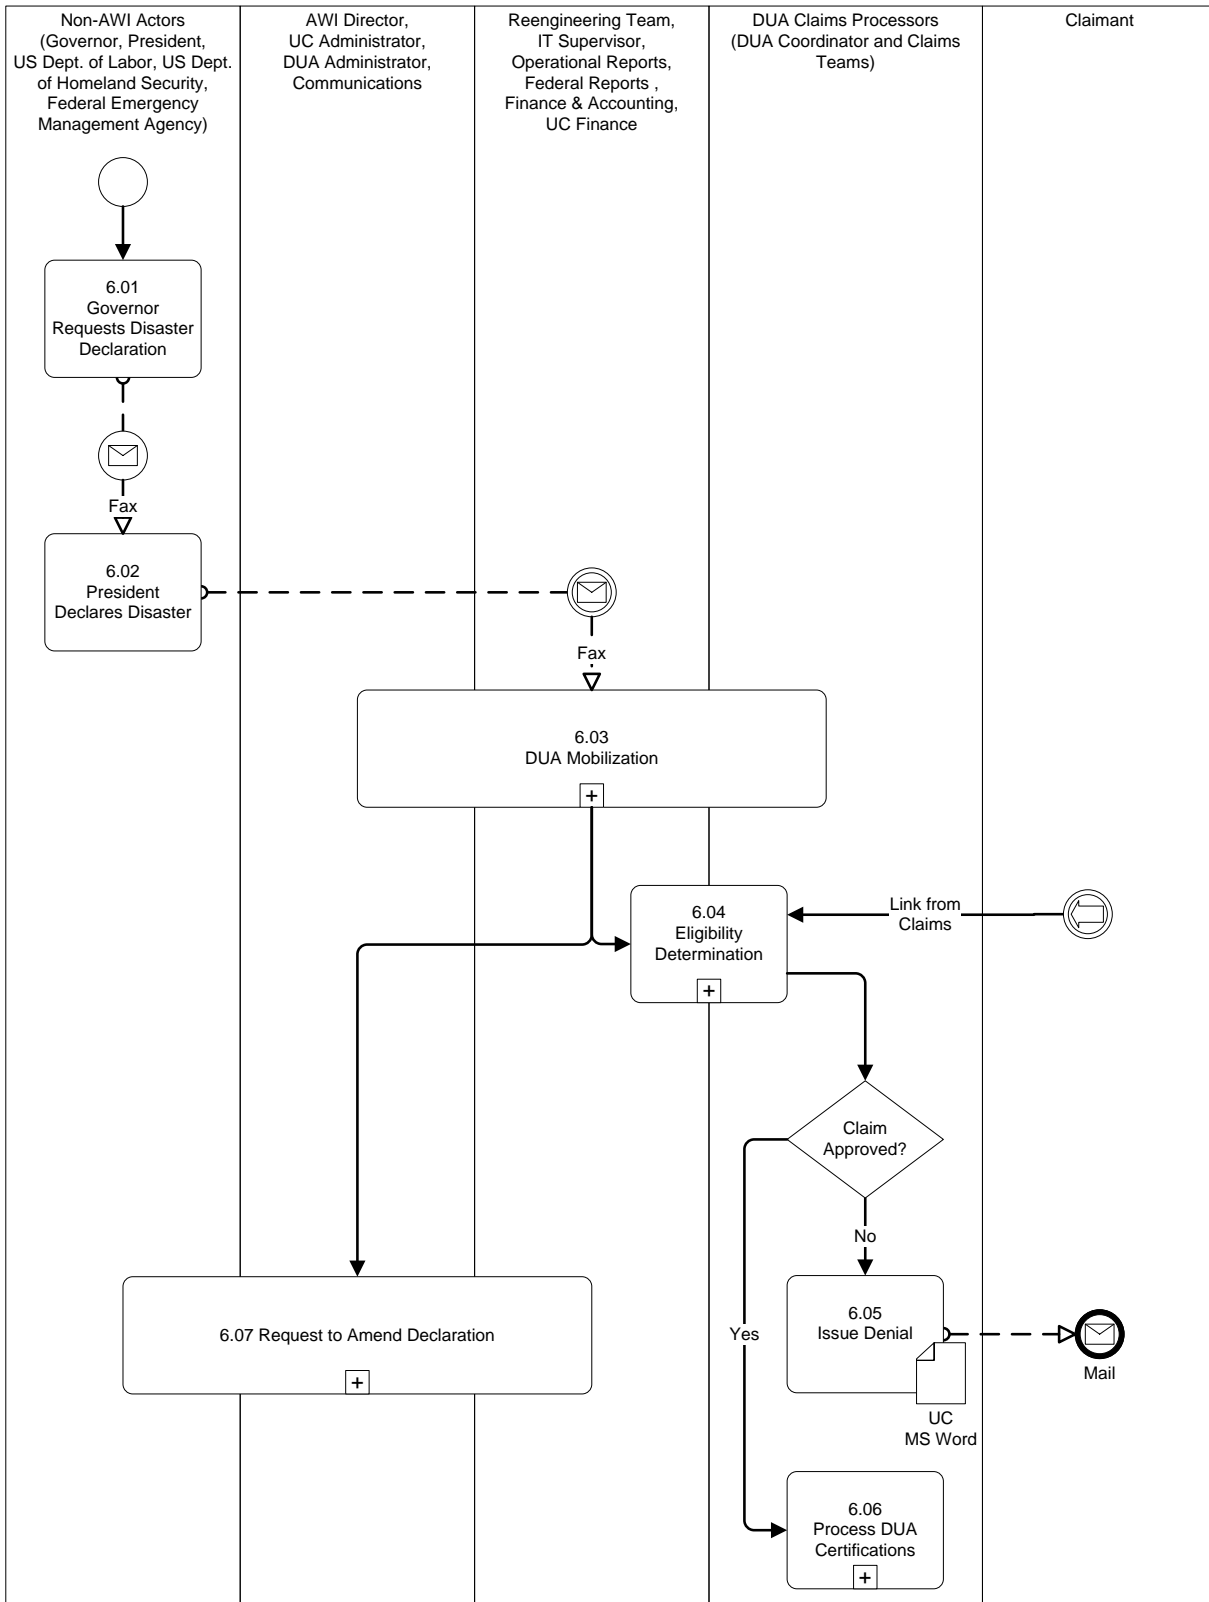 Non-AWI Actors
(Governor, President,
US Dept. of Labor, US Dept.
of Homeland Security,
Federal Emergency
Management Agency)
AWI Director,
UC Administrator,
DUA Administrator,
Communications
Reengineering Team,
IT Supervisor,
Operational Reports,
Federal Reports ,
Finance & Accounting,
UC Finance
DUA Claims Processors
(DUA Coordinator and Claims
Teams)
Claimant
6.01
Governor
Requests Disaster
Declaration
Fax
6.02
President
Declares Disaster
Fax
6.03
DUA Mobilization
6.04
Eligibility
Determination
Link from
Claims
Claim
Approved?
No
Yes
6.07 Request to Amend Declaration
6.05
Issue Denial
UC
MS Word
Mail
6.06
Process DUA
Certifications